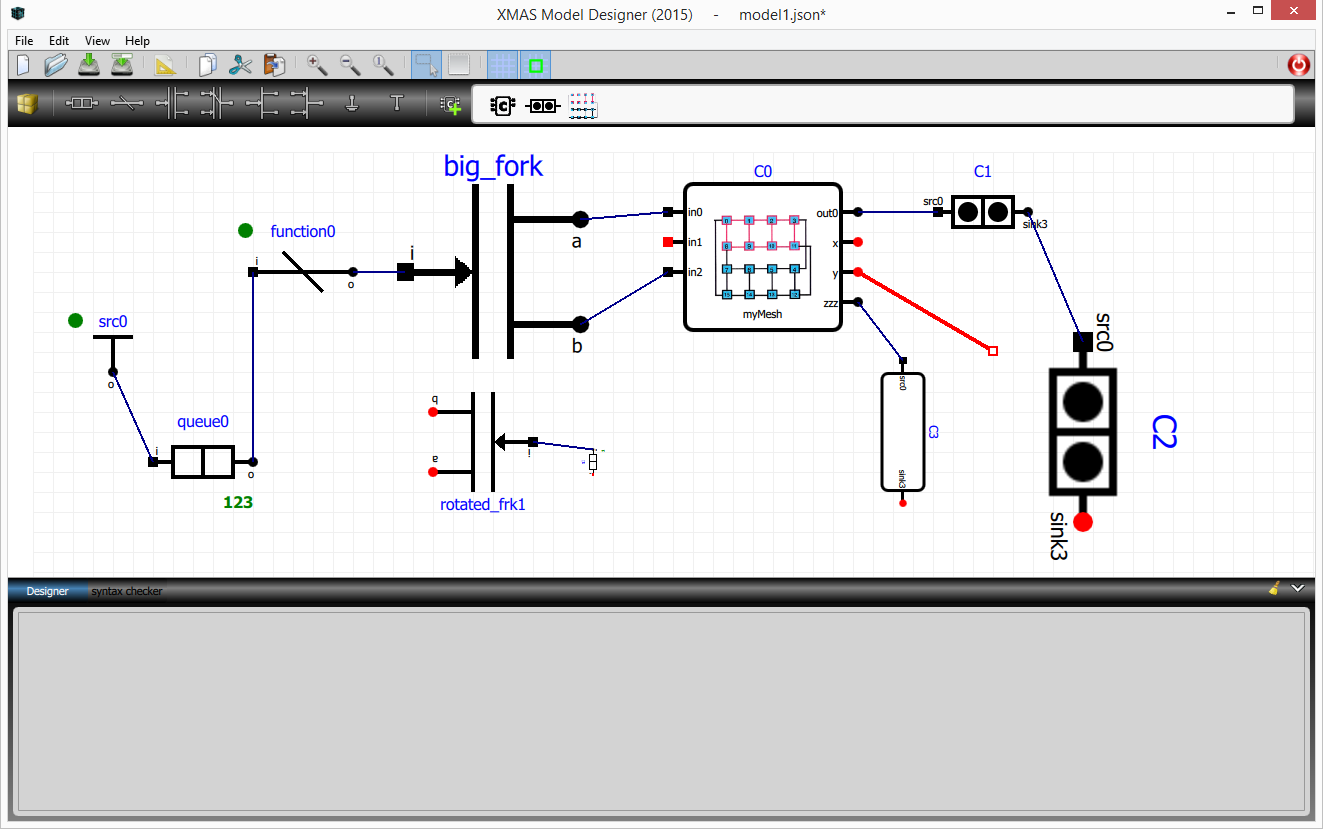 XMAS Model Designer (2015) - model1.json*
File Edit View Help
big_fork
C0
C1
src0
sink3
function0
i
o
i
a
b
in0
in1
in2
out0
x
y
zzz
myMesh
src0
o
queue0
i
o
123
b
a
i
rotated_frk1
src0
C3
sink3
src0
C2
sink3
Designer syntax checker